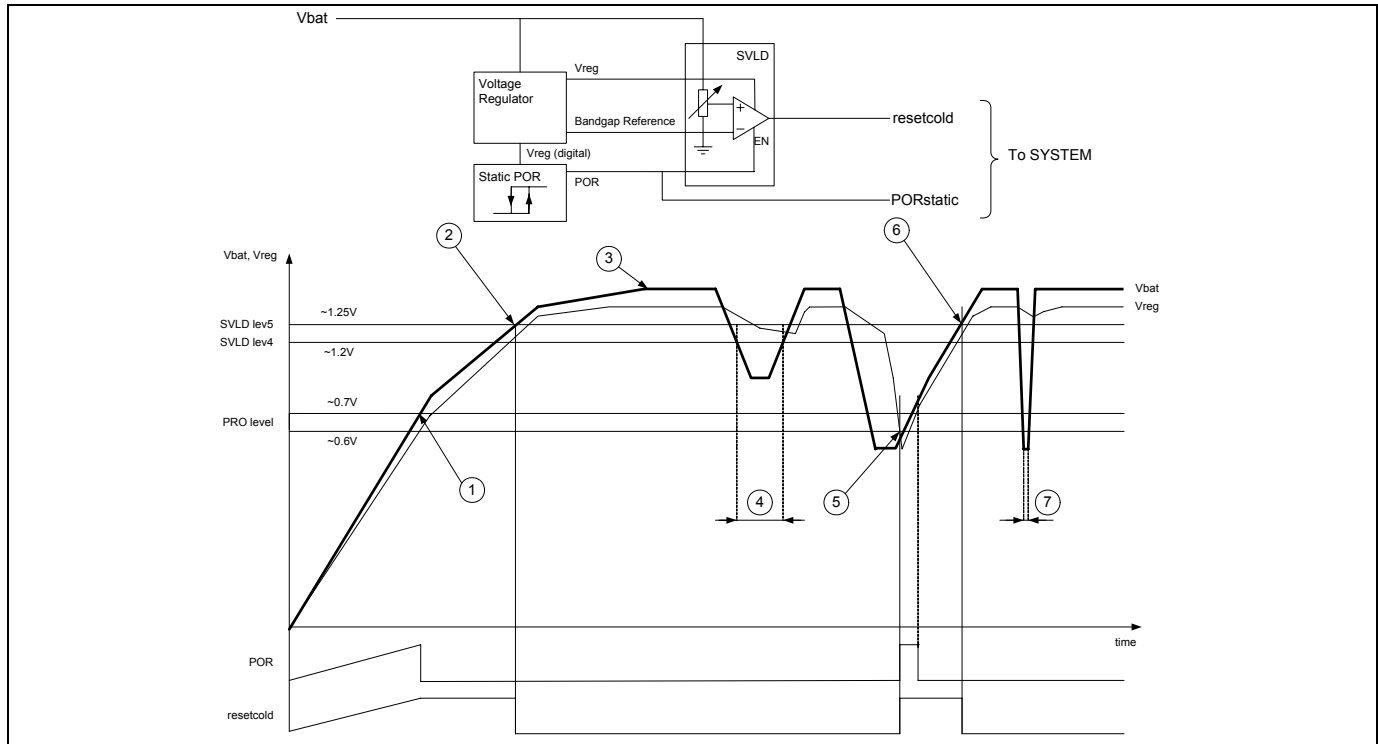 Vbat
SVLD
Vreg
Voltage
Regulator
+
−
Bandgap Reference
EN
resetcold
Vreg (digital)
To SYSTEM
Static POR
POR
PORstatic
2
6
3
Vbat, Vreg
Vbat
Vreg
~1.25V
SVLD lev5
SVLD lev4
~1.2V
~0.7V
PRO level
~0.6V
1
4
5
7
time
POR
resetcold